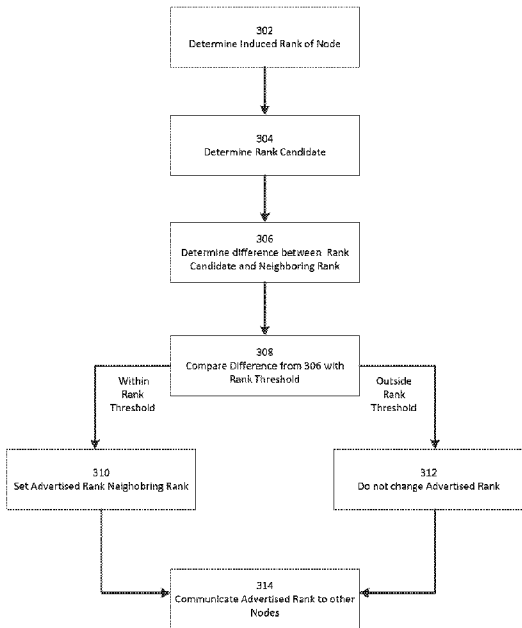 302
Determine Induced Rank of Node
304
Determine Rank Candidate
306
Determine difference between Rank
Candidate and Neighboring Rank
308
Compare Difference from 306 with
Rank Threshold
Within
Rank
Threshold
Outside
Rank
Threshold
310
Set Advertised Rank Neighobring Rank
312
Do not change Advertised Rank
314
Communicate Advertised Rank to other
Nodes